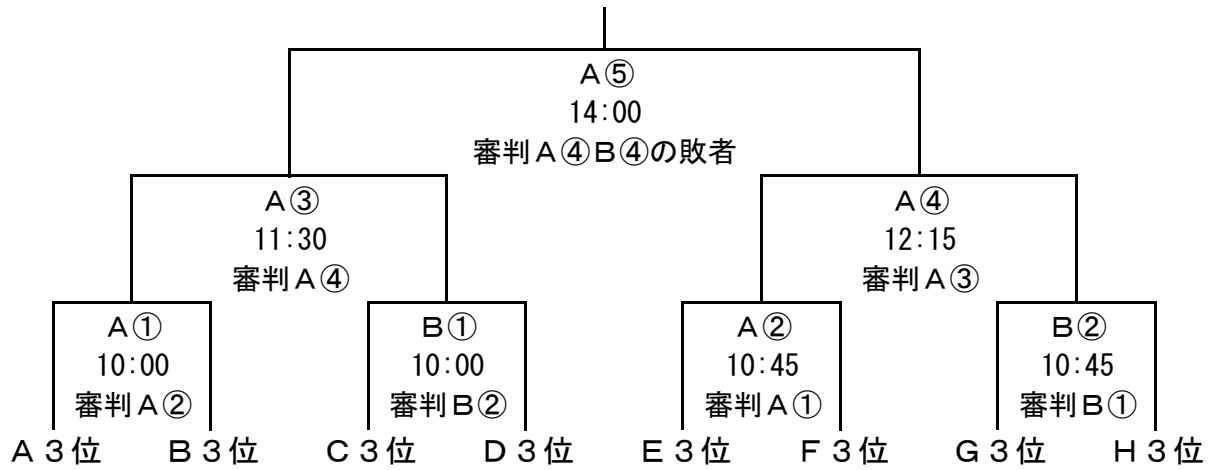 A⑤
14:00
審判A④B④の敗者
A③
11:30
審判A④
A④
12:15
審判A③
A①
10:00
審判A②
B①
10:00
審判B②
A②
10:45
審判A①
B②
10:45
審判B①
A3位 B3位 C3位 D3位 E3位 F3位 G3位 H3位